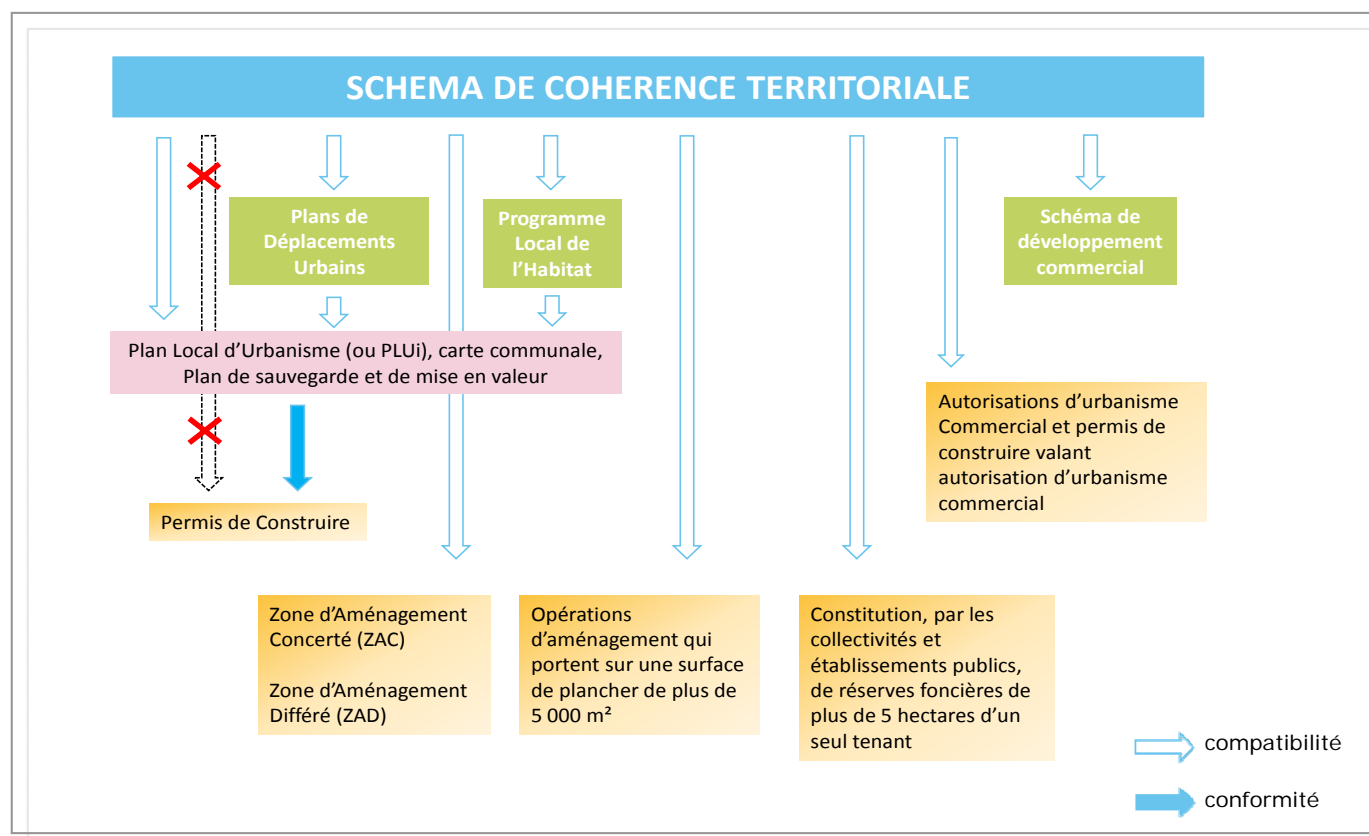 SCHEMA DE COHERENCE TERRITORIALE
Plans de
Déplacements
Urbains
Programme
Local de
l’Habitat
Schéma de
développement
commercial
Plan Local d’Urbanisme (ou PLUi), carte communale,
Plan de sauvegarde et de mise en valeur
Autorisations d’urbanisme
Commercial et permis de
construire valant
autorisation d’urbanisme
commercial
Permis de Construire
Zone d’Aménagement
Concerté (ZAC)
Zone d’Aménagement
Différé (ZAD)
Opérations
d’aménagement qui
portent sur une surface
de plancher de plus de
5 000 m²
Constitution, par les
collectivités et
établissements publics,
de réserves foncières de
plus de 5 hectares d’un
seul tenant
compatibilité
conformité